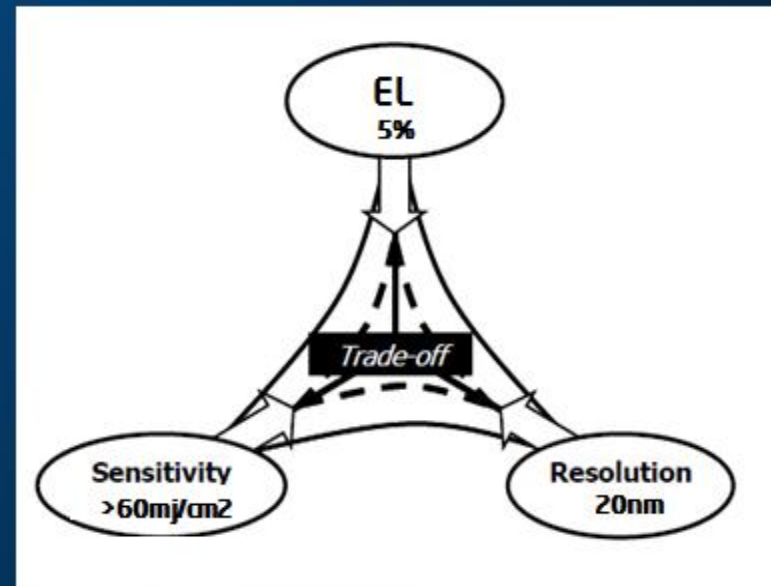 EL
5%
Trade-off
Sensitivity
>60mj/cm2
Resolution
20nm